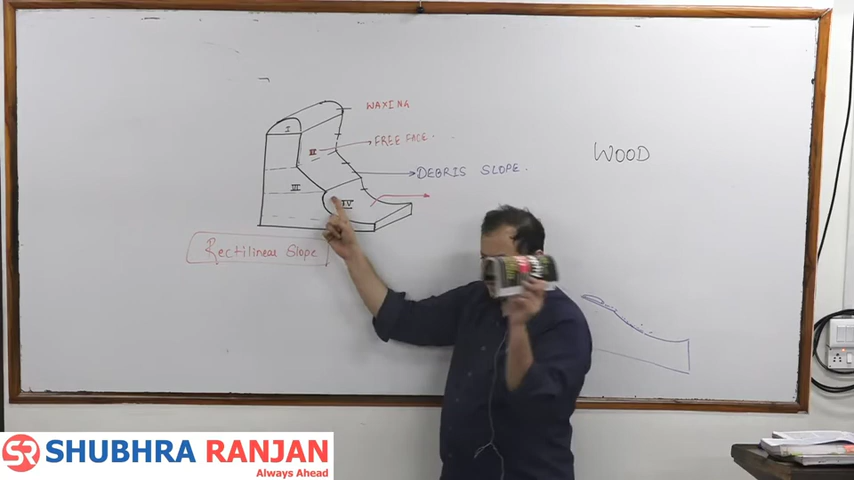 WAXING
I
II
FREE FACE
DEBRIS SLOPE.
WOOD
III
IV
Rectilinear Slope
SR SHUBHRA RANJAN
Always Ahead